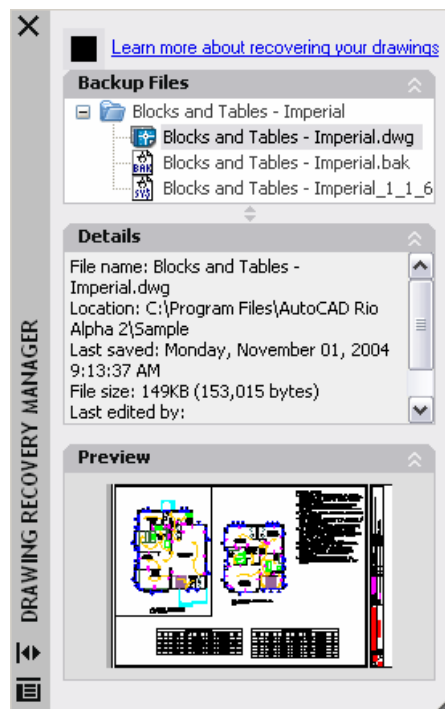 Learn more about recovering your drawings
Backup Files
Blocks and Tables - Imperial
Blocks and Tables - Imperial.dwg
Blocks and Tables - Imperial.bak
Blocks and Tables - Imperial_1_1_6
Details
File name: Blocks and Tables -
Imperial.dwg
Location: C:\Program Files\AutoCAD Rio
Alpha 2\Sample
Last saved: Monday, November 01, 2004
9:13:37 AM
File size: 149KB (153,015 bytes)
Last edited by:
Preview
DRAWING RECOVERY MANAGER
BAK
SV$